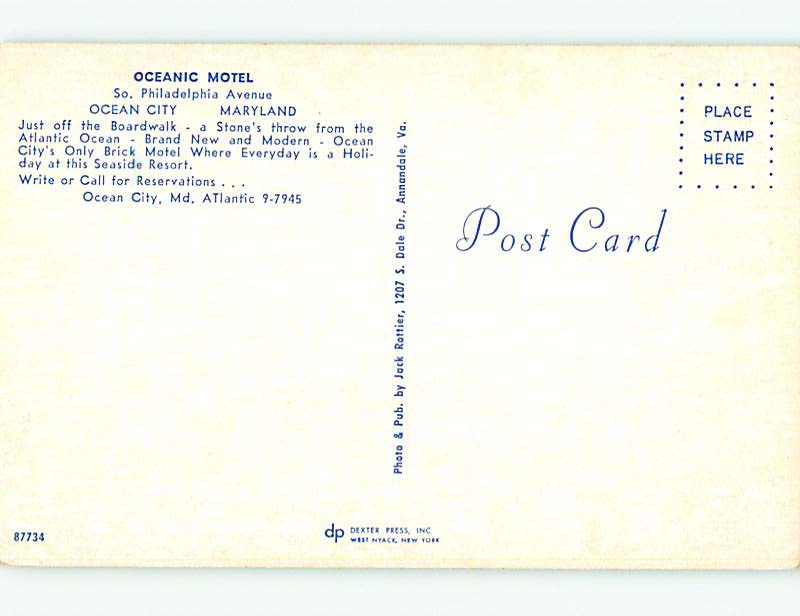 OCEANIC MOTEL
So. Philadelphia Avenue
OCEAN CITY MARYLAND
Just off the Boardwalk - a Stone's throw from the
Atlantic Ocean - Brand New and Modern - Ocean
City's Only Brick Motel Where Everyday is a Holi-
day at this Seaside Resort.
Write or Call for Reservations . . .
Ocean City, Md. ATlantic 9-7945
Photo & Pub. by Jack Rottier, 1207 S. Dale Dr., Annandale, Va.
PLACE
STAMP
HERE
Post Card
87734
dp DEXTER PRESS, INC.
WEST NYACK, NEW YORK